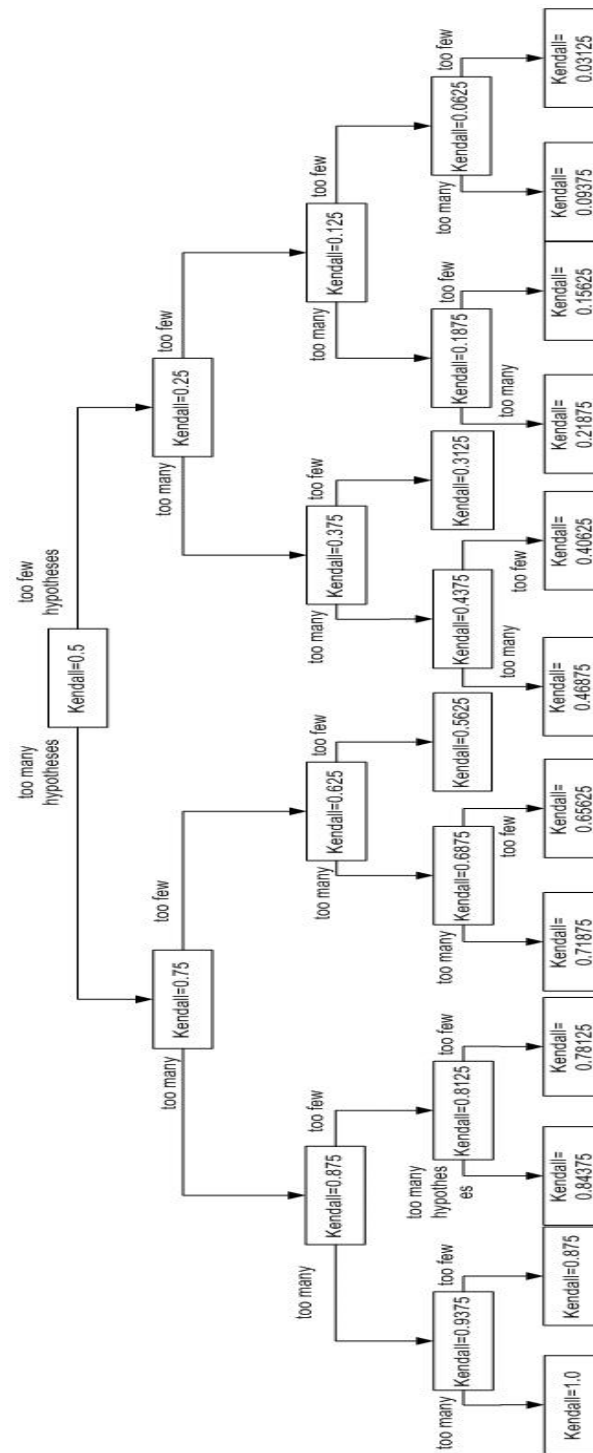 too many
hypotheses
too few
hypotheses
Kendall=0.5
Kendall=0.75
Kendall=0.25
too many
too few
too many
too few
Kendall=0.875
Kendall=0.625
Kendall=0.375
Kendall=0.125
too many
too few
too many
too few
too many
too few
too many
too few
Kendall=0.9375
Kendall=0.8125
Kendall=0.6875
Kendall=0.5625
Kendall=0.4375
Kendall=0.3125
Kendall=0.1875
Kendall=0.0625
too many
too few
too many
hypothes
es
too few
too many
too few
too many
too few
too many
too few
too many
too few
Kendall=1.0
Kendall=0.875
Kendall=
0.84375
Kendall=
0.78125
Kendall=
0.71875
Kendall=
0.65625
Kendall=
0.46875
Kendall=
0.40625
Kendall=
0.21875
Kendall=
0.15625
Kendall=
0.09375
Kendall=
0.03125